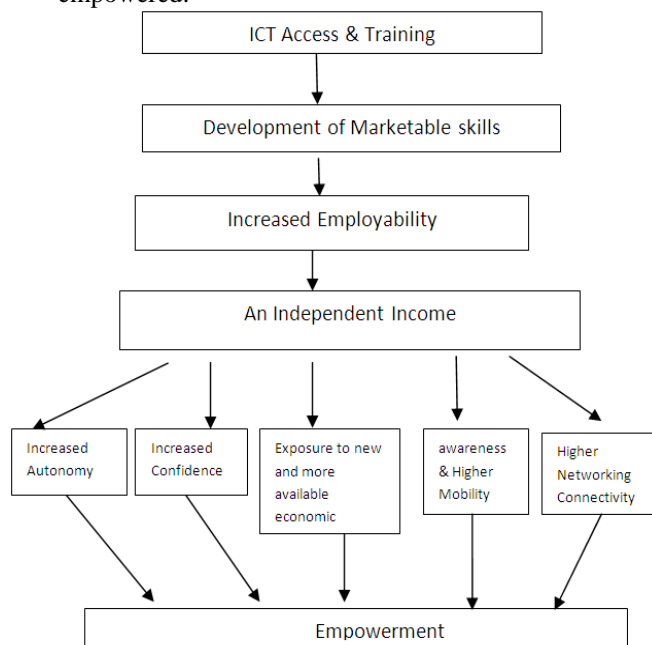 empowered.
ICT Access & Training
Development of Marketable skills
Increased Employability
An Independent Income
Increased
Autonomy
Increased
Confidence
Exposure to new
and more
available
economic
awareness
& Higher
Mobility
Higher
Networking
Connectivity
Empowerment